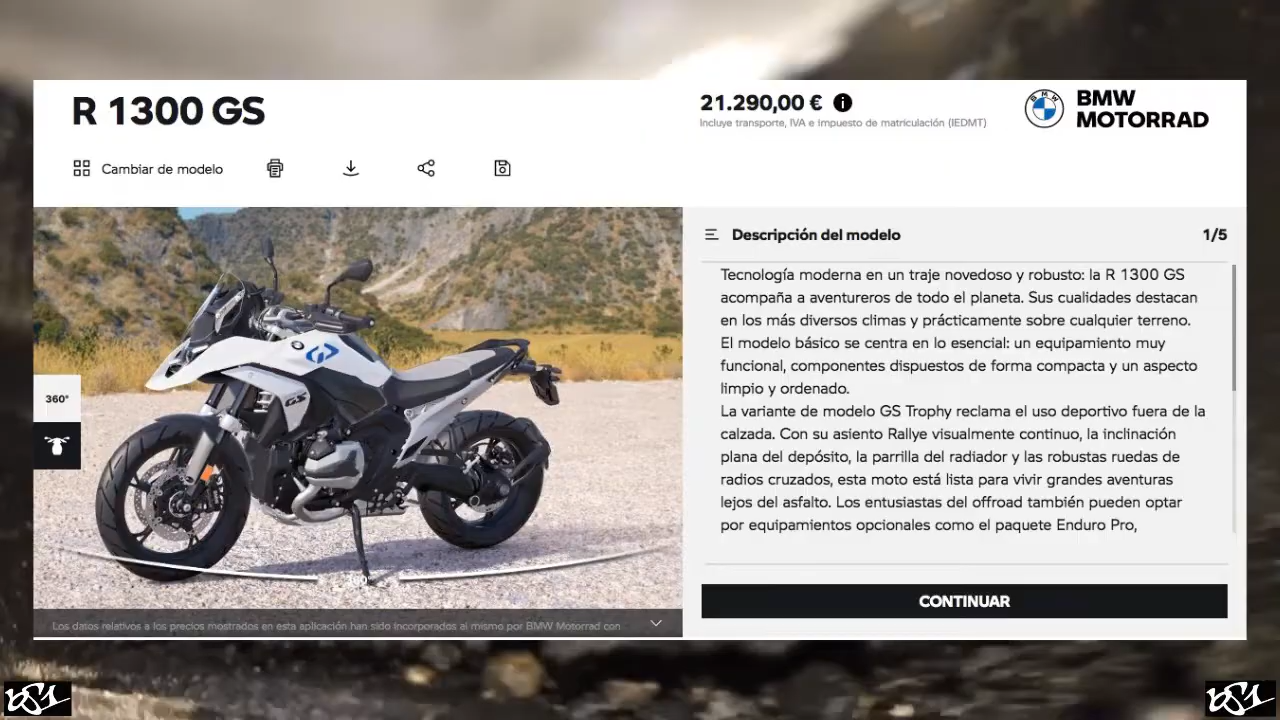 R 1300 GS
21.290,00 €
Incluye transporte, IVA e impuesto de matriculación (IEDMT)
BMW
MOTORRAD
Cambiar de modelo
Descripción del modelo
1/5
Tecnología moderna en un traje novedoso y robusto: la R 1300 GS
acompaña a aventureros de todo el planeta. Sus cualidades destacan
en los más diversos climas y prácticamente sobre cualquier terreno.
El modelo básico se centra en lo esencial: un equipamiento muy
funcional, componentes dispuestos de forma compacta y un aspecto
limpio y ordenado.
La variante de modelo GS Trophy reclama el uso deportivo fuera de la
calzada. Con su asiento Rallye visualmente continuo, la inclinación
plana del depósito, la parrilla del radiador y las robustas ruedas de
radios cruzados, esta moto está lista para vivir grandes aventuras
lejos del asfalto. Los entusiastas del offroad también pueden optar
por equipamientos opcionales como el paquete Enduro Pro,
360°
GS
360°
Los datos relativos a los precios mostrados en esta aplicación han sido incorporados al mismo por BMW Motorrad con
CONTINUAR